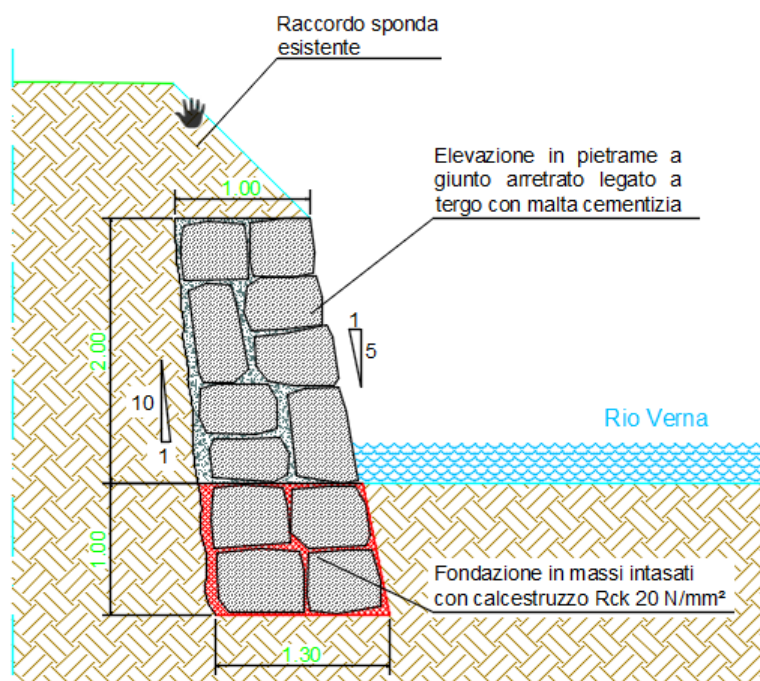 Raccordo sponda
esistente
1.00
Elevazione in pietrame a
giunto arretrato legato a
tergo con malta cementizia
1
5
2.00
10
1
Rio Verna
1.00
Fondazione in massi intasati
con calcestruzzo Rck 20 N/mm²
1.30